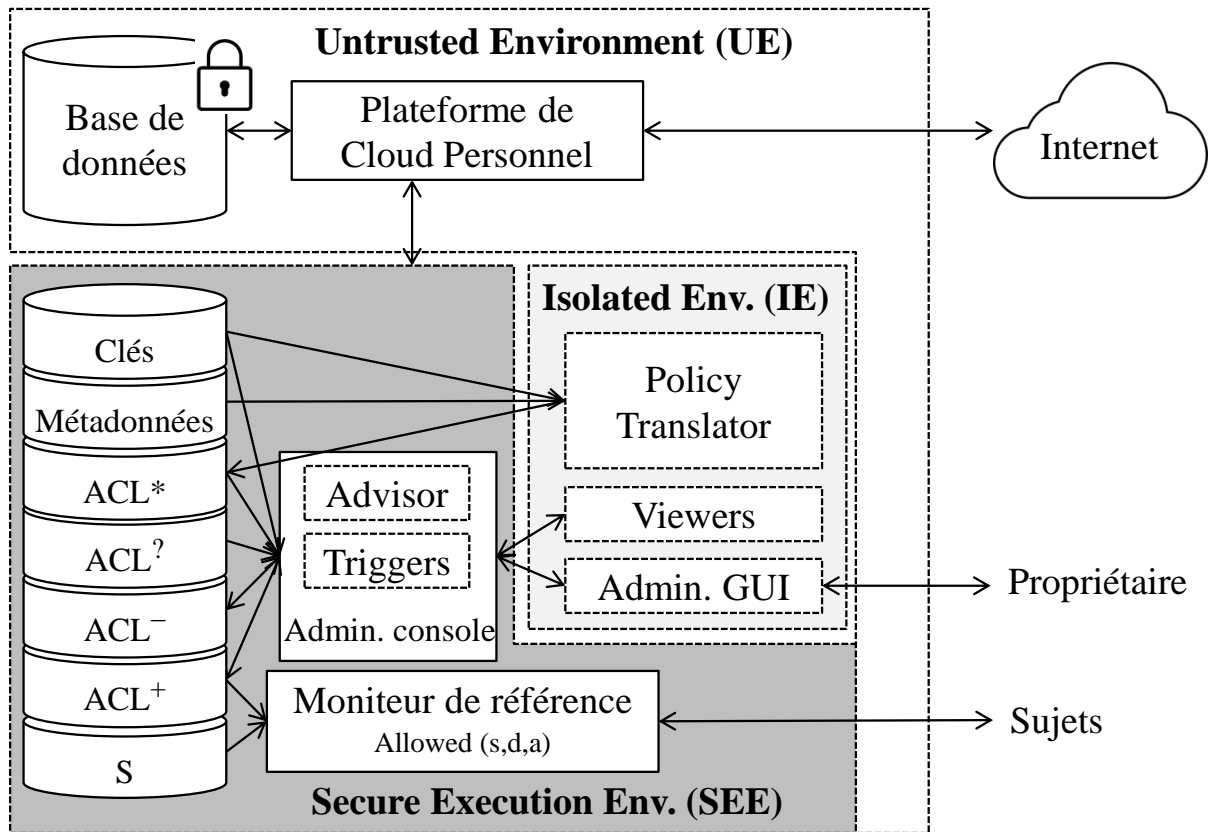 Untrusted Environment (UE)
Base de
données
Plateforme de
Cloud Personnel
Internet
Isolated Env. (IE)
Clés
Métadonnées
ACL*
ACL?
ACL−
ACL+
S
Policy
Translator
Advisor
Triggers
Admin. console
Viewers
Admin. GUI
Propriétaire
Moniteur de référence
Allowed (s,d,a)
Sujets
Secure Execution Env. (SEE)